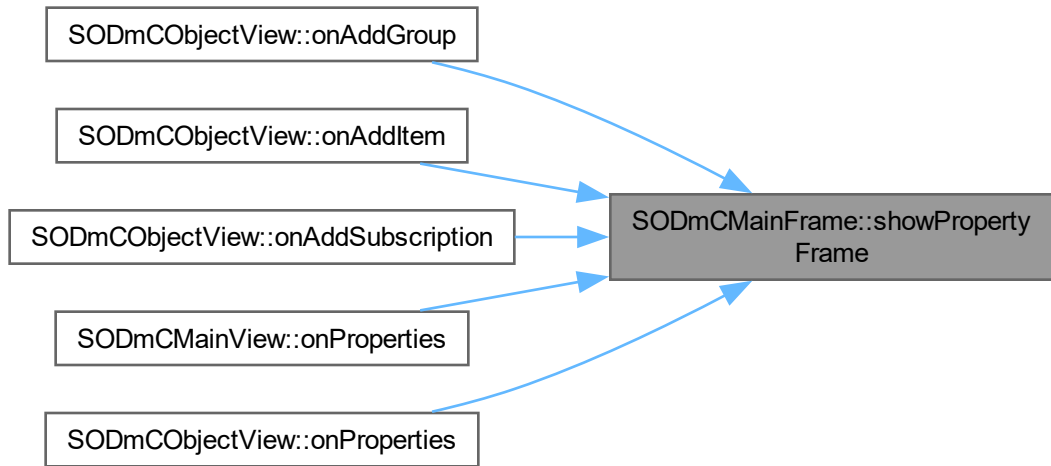 SODmCObjectView::onAddGroup
SODmCObjectView::onAddItem
SODmCObjectView::onAddSubscription
SODmCMainView::onProperties
SODmCObjectView::onProperties
SODmCMainFrame::showProperty
Frame